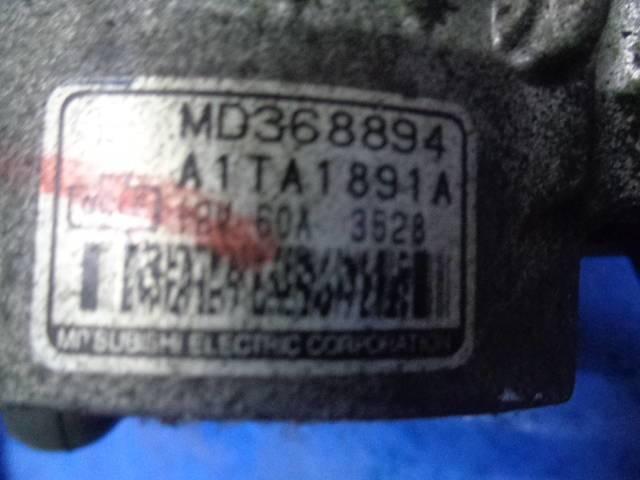 MD368894
A1TA1891A
60A 3528
MITSUBISHI ELECTRIC CORPORATION